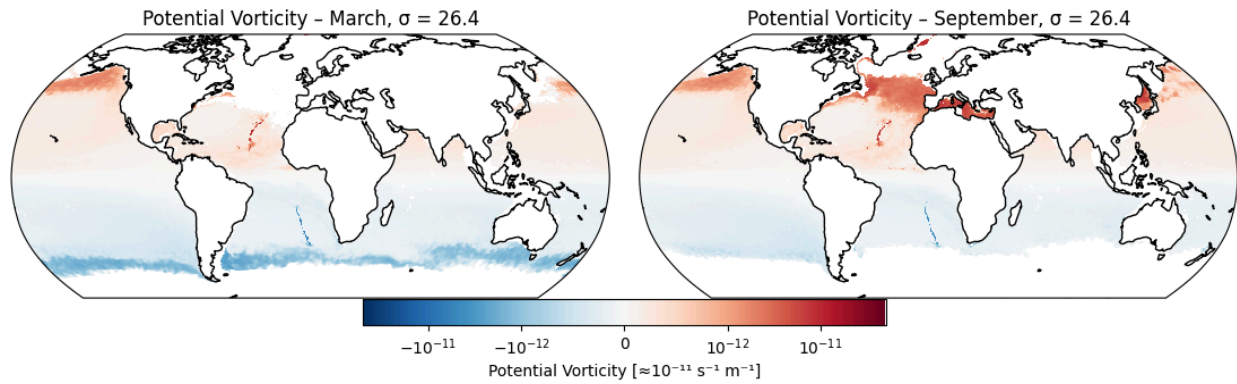 Potential Vorticity – March, σ = 26.4
Potential Vorticity – September, σ = 26.4
−10⁻¹¹ −10⁻¹² 0 10⁻¹² 10⁻¹¹
Potential Vorticity [≈10⁻¹¹ s⁻¹ m⁻¹]